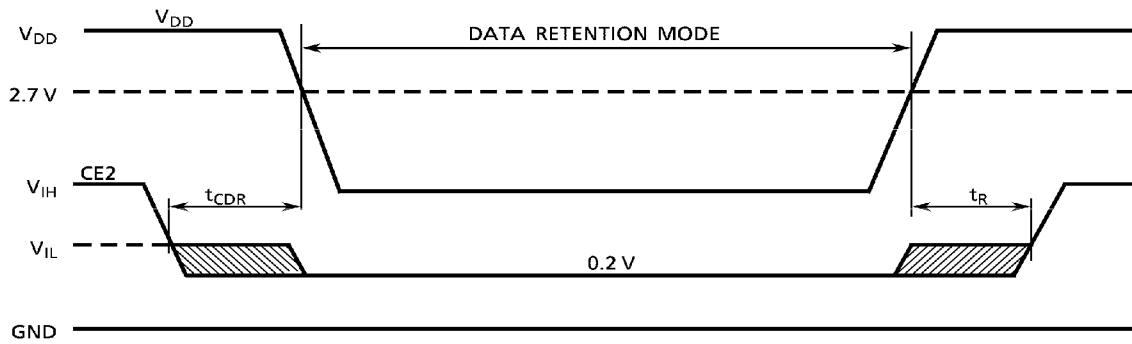 V_DD
V_DD
DATA RETENTION MODE
2.7 V
CE2
V_IH
t_CDR
t_R
V_IL
0.2 V
GND